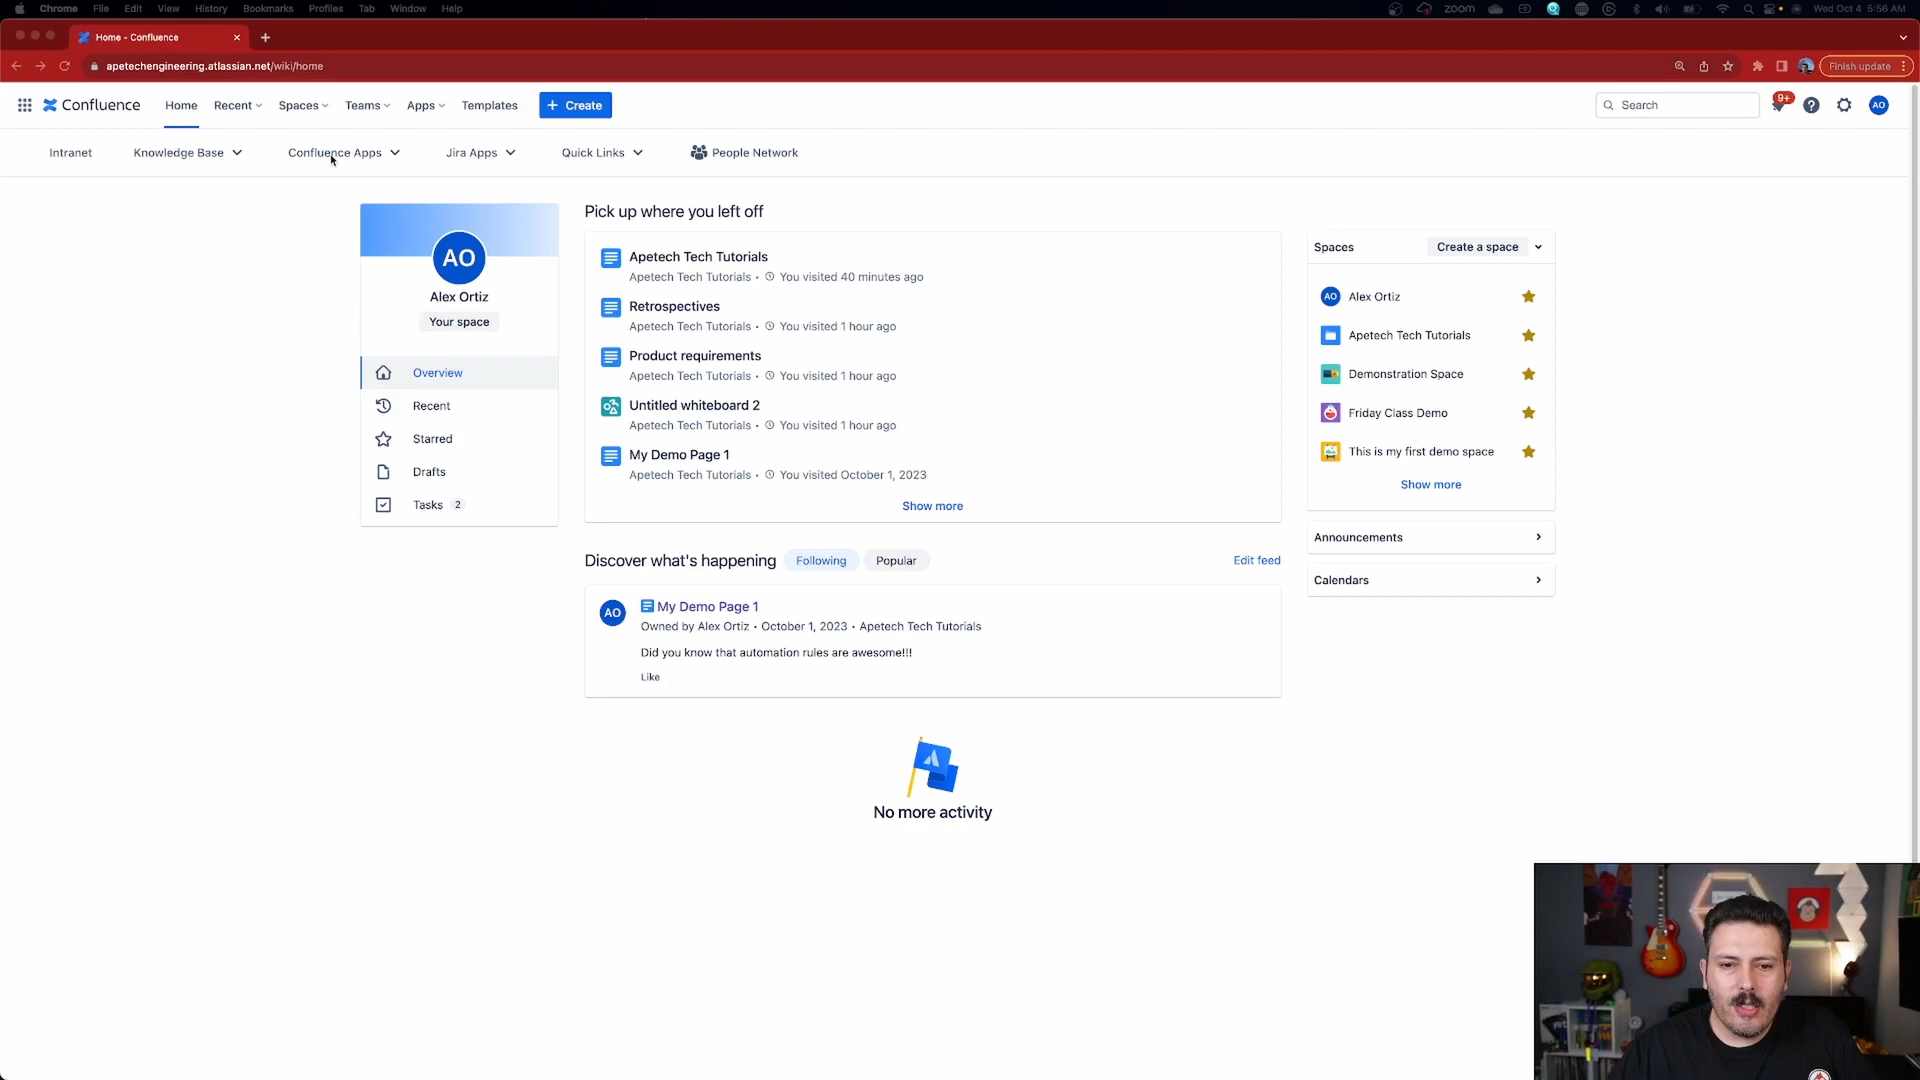 Chrome File Edit View History Bookmarks Profiles Tab Window Help
zoom Wed Oct 4 5:56 AM
Home - Confluence
apetechengineering.atlassian.net/wiki/home
Finish update
Confluence Home Recent Spaces Teams Apps Templates + Create Search 9+ AO
Intranet Knowledge Base Confluence Apps Jira Apps Quick Links People Network
AO
Alex Ortiz
Your space
Overview
Recent
Starred
Drafts
Tasks 2
Pick up where you left off
Apetech Tech Tutorials
Apetech Tech Tutorials • You visited 40 minutes ago
Retrospectives
Apetech Tech Tutorials • You visited 1 hour ago
Product requirements
Apetech Tech Tutorials • You visited 1 hour ago
Untitled whiteboard 2
Apetech Tech Tutorials • You visited 1 hour ago
My Demo Page 1
Apetech Tech Tutorials • You visited October 1, 2023
Show more
Discover what's happening Following Popular Edit feed
AO My Demo Page 1
Owned by Alex Ortiz • October 1, 2023 • Apetech Tech Tutorials
Did you know that automation rules are awesome!!!
Like
No more activity
Spaces Create a space
AO Alex Ortiz
Apetech Tech Tutorials
Demonstration Space
Friday Class Demo
This is my first demo space
Show more
Announcements
Calendars